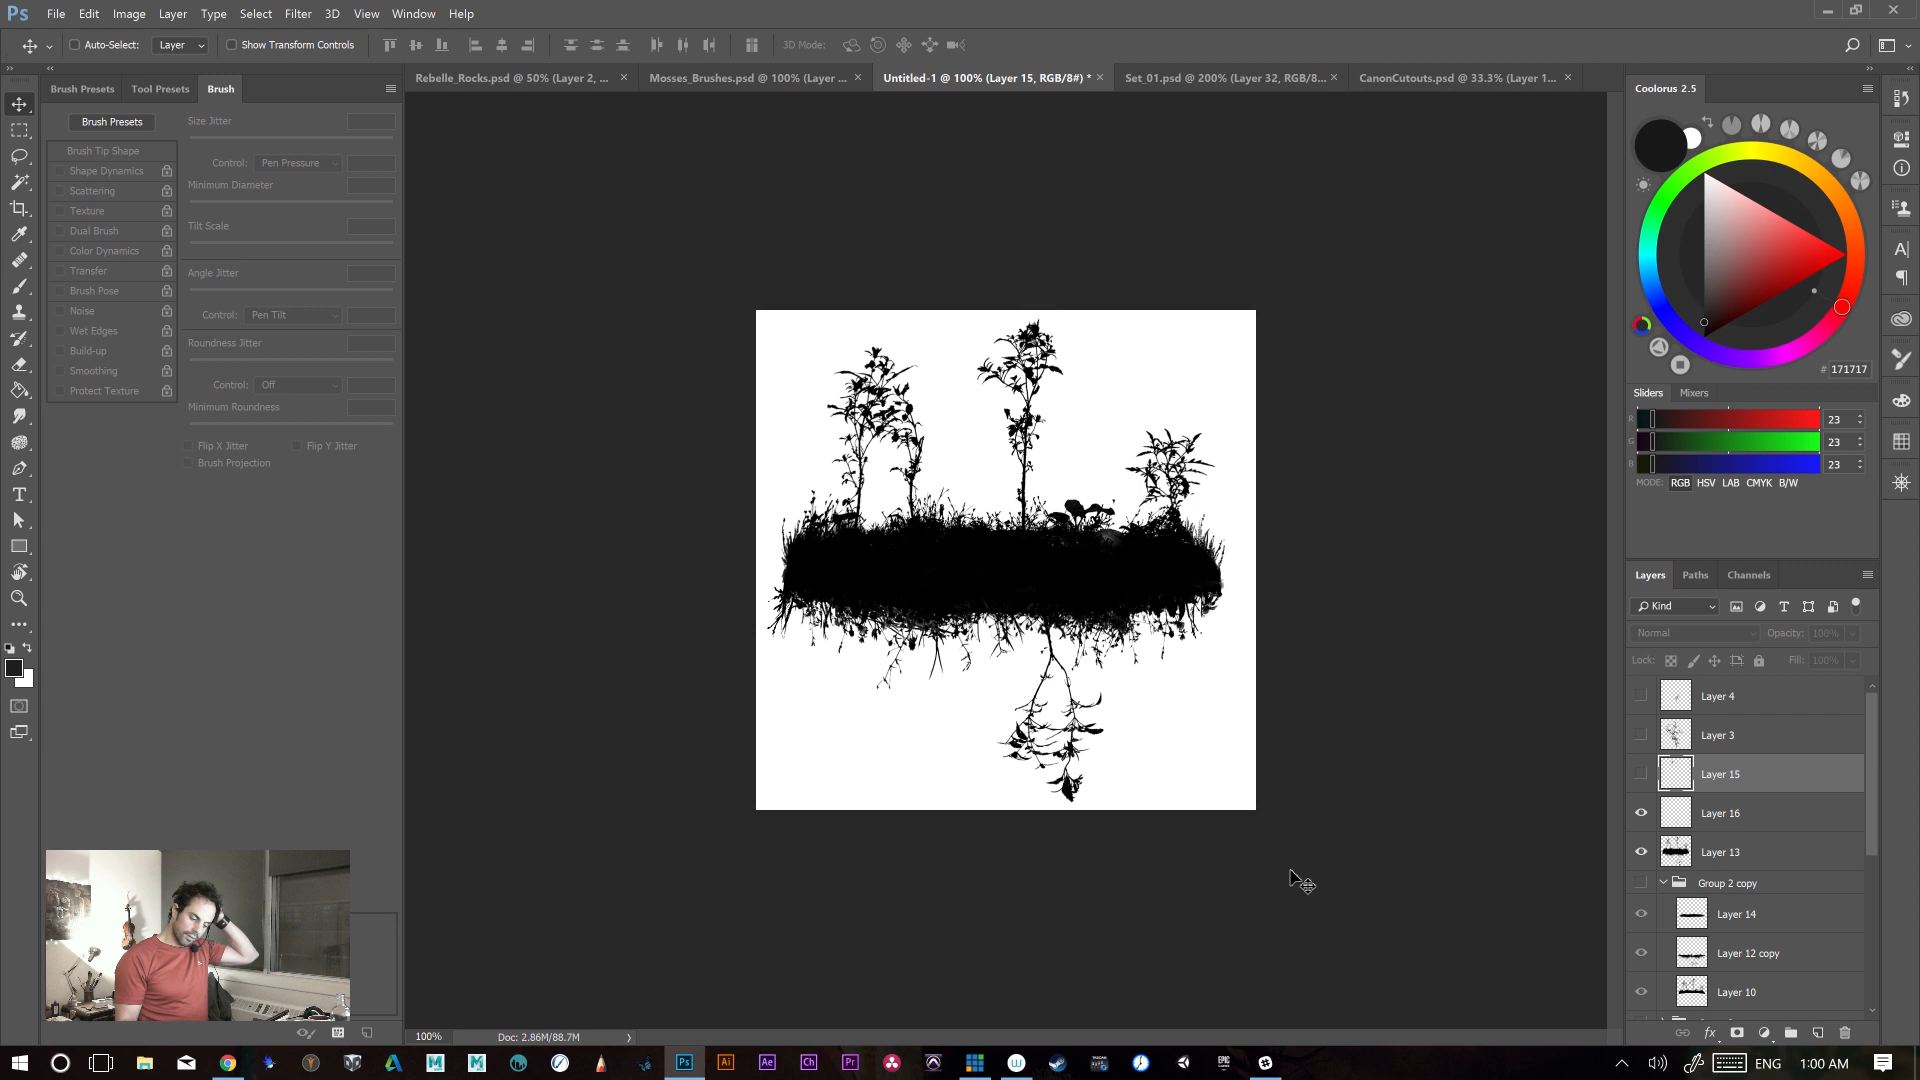 Ps File Edit Image Layer Type Select Filter 3D View Window Help
Auto-Select: Layer Show Transform Controls 3D Mode:
Brush Presets Tool Presets Brush
Rebelle_Rocks.psd @ 50% (Layer 2, ... Mosses_Brushes.psd @ 100% (Layer ... Untitled-1 @ 100% (Layer 15, RGB/8#) * Set_01.psd @ 200% (Layer 32, RGB/8... CanonCutouts.psd @ 33.3% (Layer 1...
Brush Presets
Brush Tip Shape
Shape Dynamics
Scattering
Texture
Dual Brush
Color Dynamics
Transfer
Brush Pose
Noise
Wet Edges
Build-up
Smoothing
Protect Texture
Size Jitter
Control: Pen Pressure
Minimum Diameter
Tilt Scale
Angle Jitter
Control: Pen Tilt
Roundness Jitter
Control: Off
Minimum Roundness
Flip X Jitter Flip Y Jitter
Brush Projection
Coolorus 2.5
# 171717
Sliders Mixers
R 23
G 23
B 23
MODE: RGB HSV LAB CMYK B/W
Layers Paths Channels
Kind
Normal Opacity: 100%
Lock: Fill: 100%
Layer 4
Layer 3
Layer 15
Layer 16
Layer 13
Group 2 copy
Layer 14
Layer 12 copy
Layer 10
fx
100% Doc: 2.86M/88.7M
Ps Ai Ae Ch Pr ENG 1:00 AM